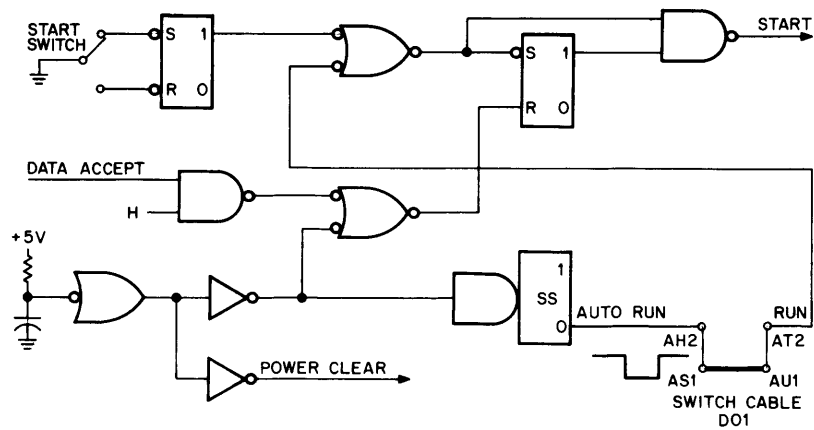 START
SWITCH
S 1
R 0
S 1
R 0
START
DATA ACCEPT
H
+5V
1
SS
0
AUTO RUN
RUN
AH2
AT2
POWER CLEAR
AS1
AU1
SWITCH CABLE
DO1